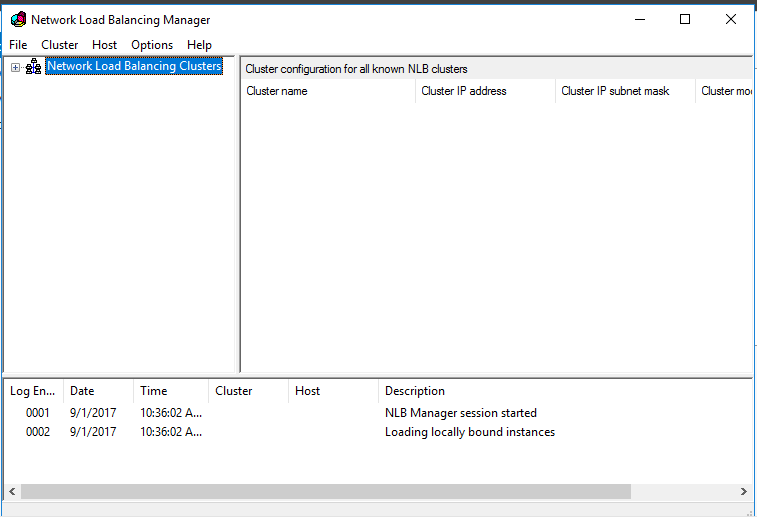 Network Load Balancing Manager
File Cluster Host Options Help
Network Load Balancing Clusters
Cluster configuration for all known NLB clusters
Cluster name Cluster IP address Cluster IP subnet mask Cluster mo
Log En... Date Time Cluster Host Description
0001 9/1/2017 10:36:02 A... NLB Manager session started
0002 9/1/2017 10:36:02 A... Loading locally bound instances